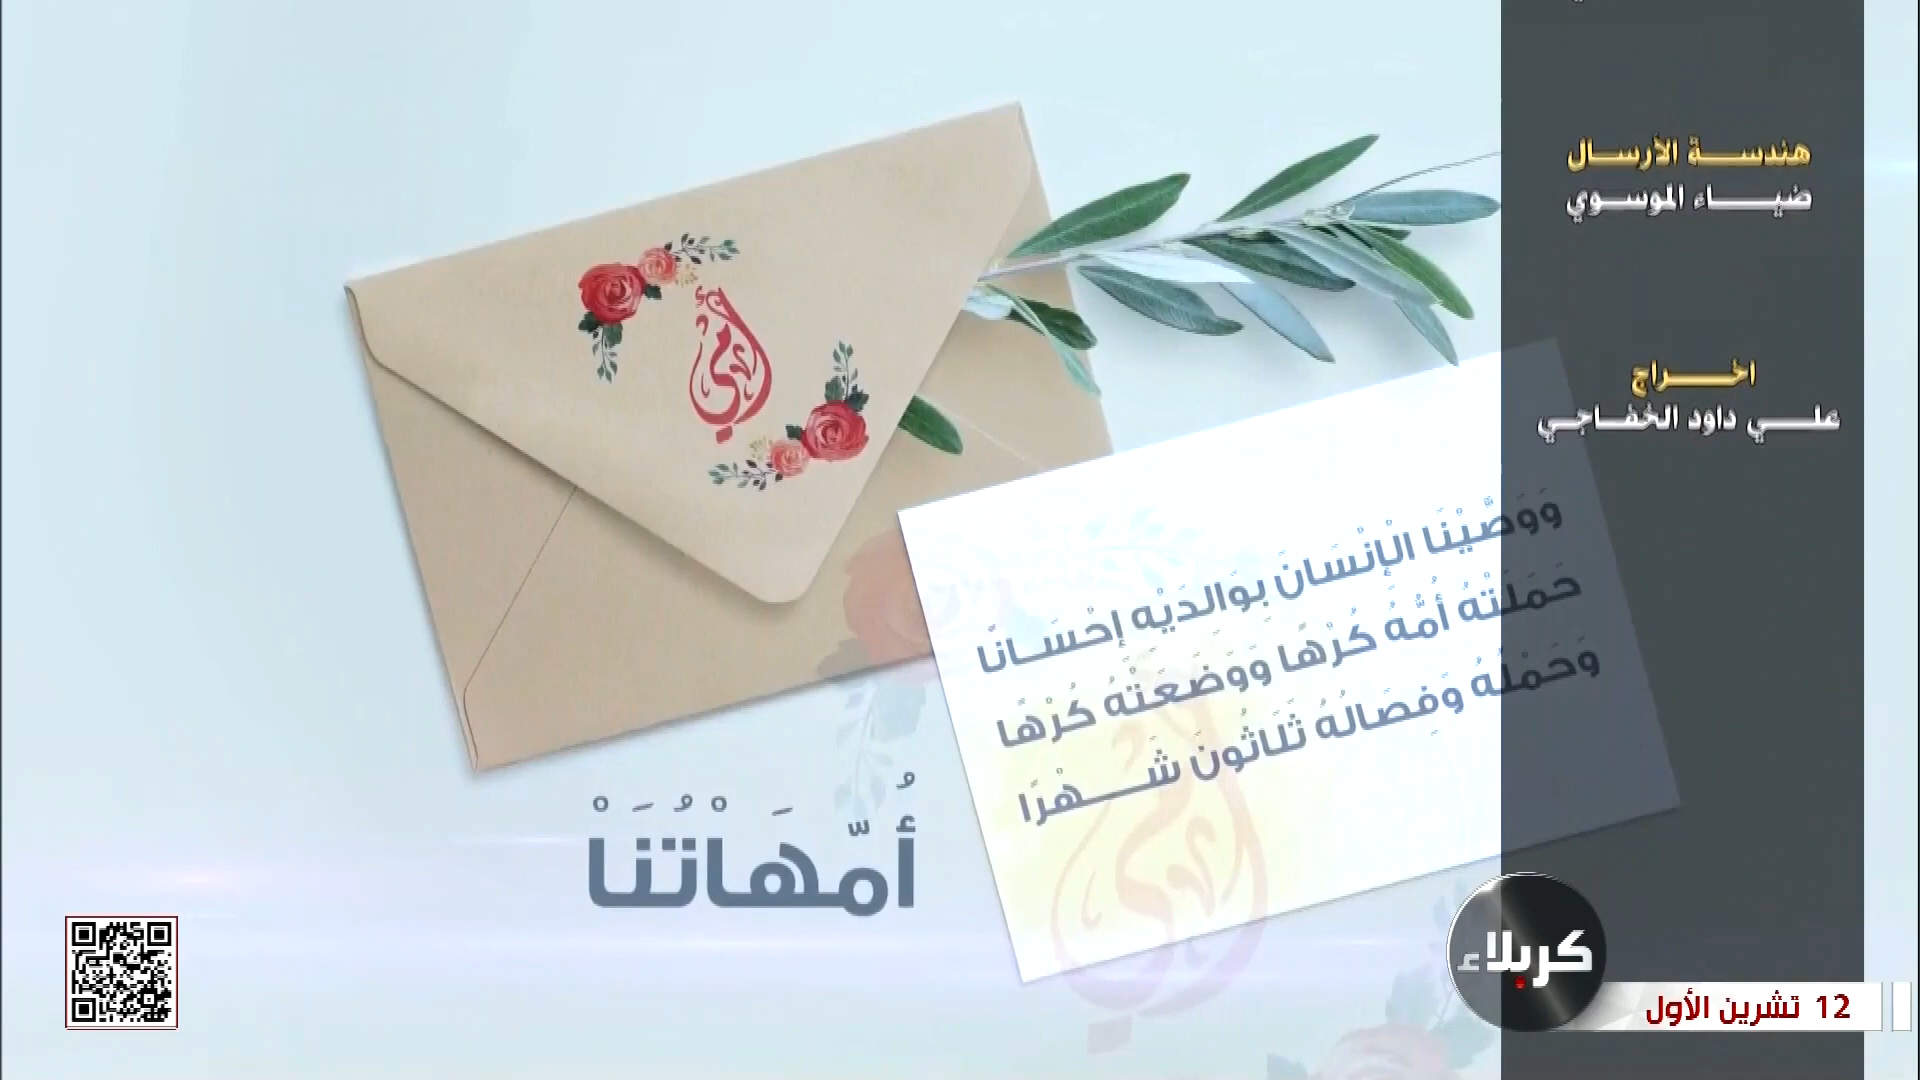 هندسة الأرسال
ضياء الموسوي
اخراج
علي داود الخفاجي
أمي
وَوَصَّيْنَا الْإِنْسَانَ بِوَالِدَيْهِ إِحْسَانًا
حَمَلَتْهُ أُمُّهُ كُرْهًا وَوَضَعَتْهُ كُرْهًا
وَحَمْلُهُ وَفِصَالُهُ ثَلَاثُونَ شَهْرًا
أُمَّهَاْتُنَاْ
كربلاء
12 تشرين الأول